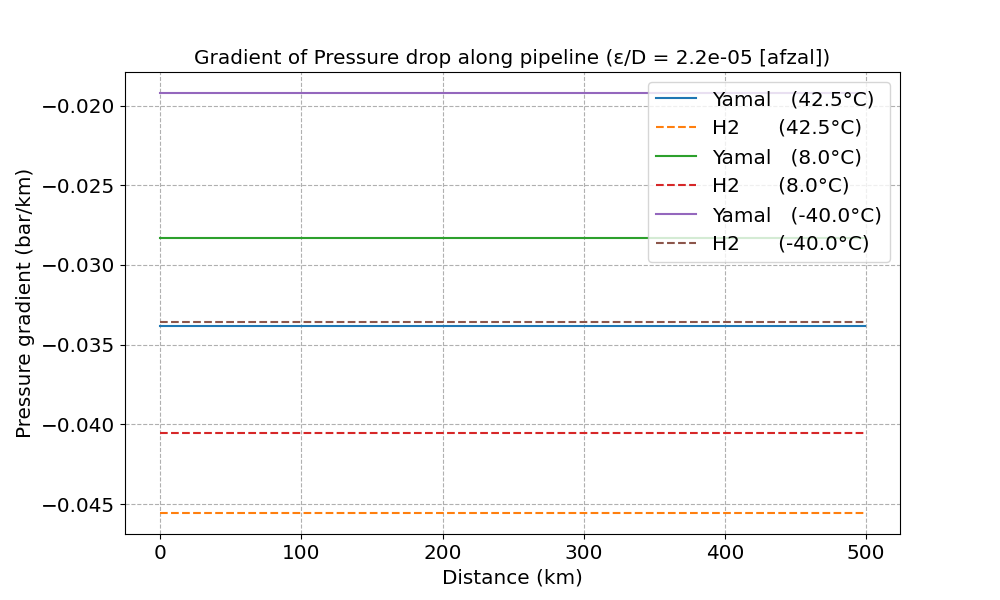 Gradient of Pressure drop along pipeline (ε/D = 2.2e-05 [afzal])
Pressure gradient (bar/km)
−0.020
−0.025
−0.030
−0.035
−0.040
−0.045
Yamal (42.5°C)
H2 (42.5°C)
Yamal (8.0°C)
H2 (8.0°C)
Yamal (-40.0°C)
H2 (-40.0°C)
0 100 200 300 400 500
Distance (km)